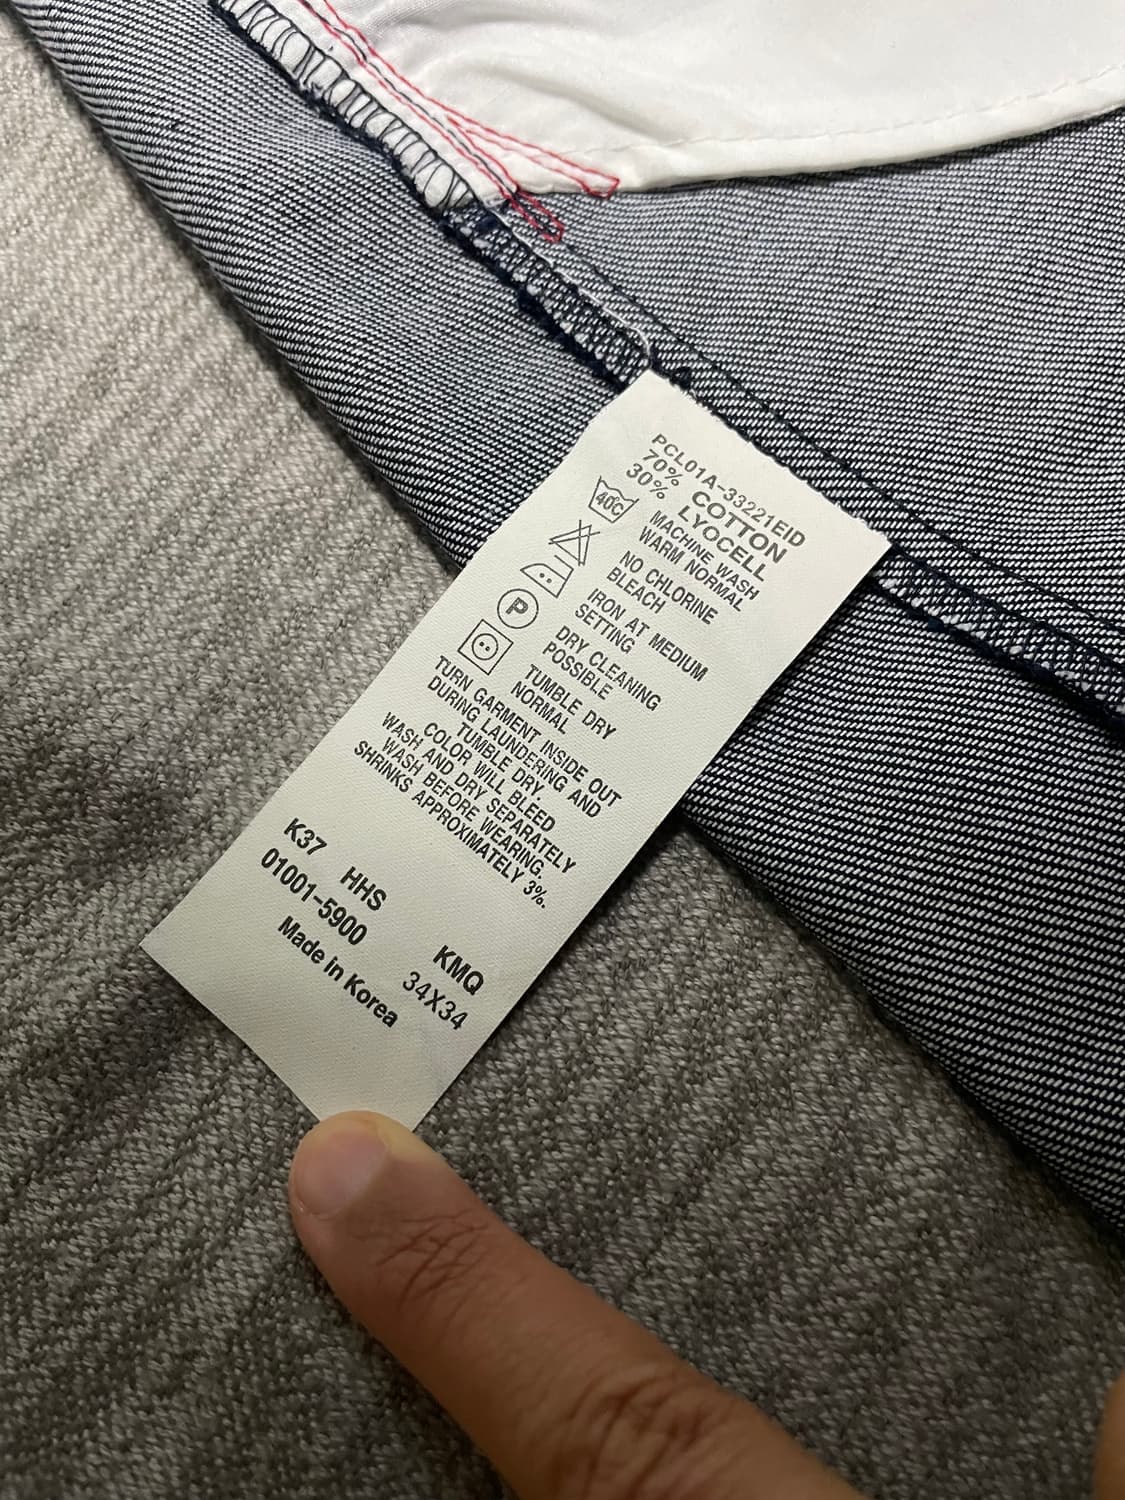 PCL01A-33221EID
70% COTTON
30% LYOCELL
40C
MACHINE WASH
WARM NORMAL
NO CHLORINE
BLEACH
IRON AT MEDIUM
SETTING
P
DRY CLEANING
POSSIBLE
TUMBLE DRY
NORMAL
TURN GARMENT INSIDE OUT
DURING LAUNDERING AND
TUMBLE DRY
COLOR WILL BLEED
WASH AND DRY SEPARATELY
WASH BEFORE WEARING.
SHRINKS APPROXIMATELY 3%.
K37 HHS KMQ
01001-5900 34X34
Made in Korea